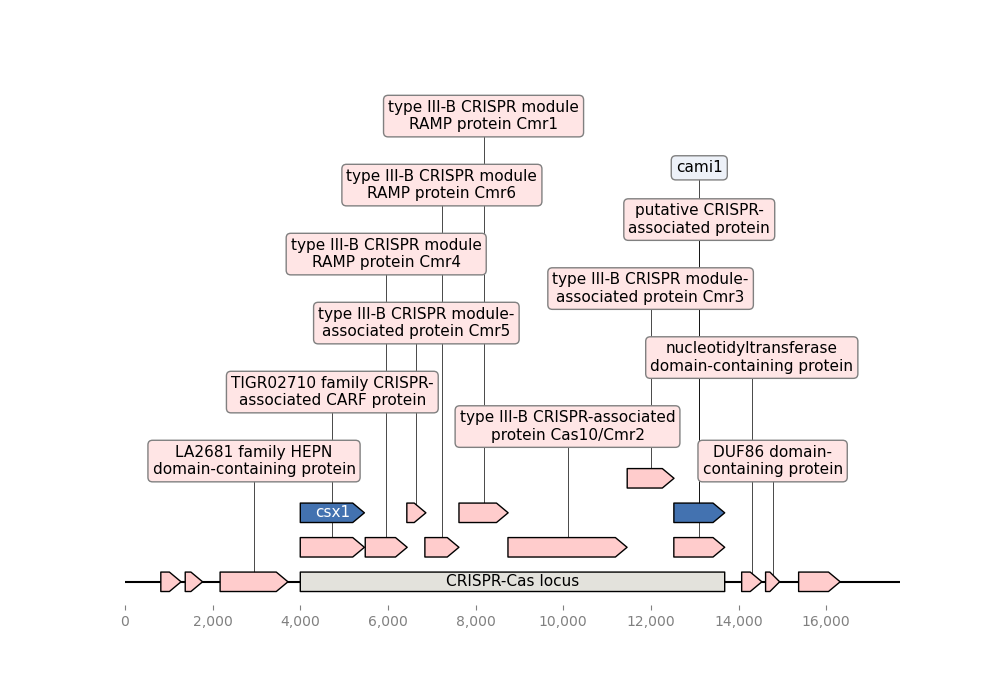 type III-B CRISPR module
RAMP protein Cmr1
cami1
type III-B CRISPR module
RAMP protein Cmr6
putative CRISPR-
associated protein
type III-B CRISPR module
RAMP protein Cmr4
type III-B CRISPR module-
associated protein Cmr3
type III-B CRISPR module-
associated protein Cmr5
nucleotidyltransferase
domain-containing protein
TIGR02710 family CRISPR-
associated CARF protein
type III-B CRISPR-associated
protein Cas10/Cmr2
LA2681 family HEPN
domain-containing protein
DUF86 domain-
containing protein
csx1
CRISPR-Cas locus
0 2,000 4,000 6,000 8,000 10,000 12,000 14,000 16,000